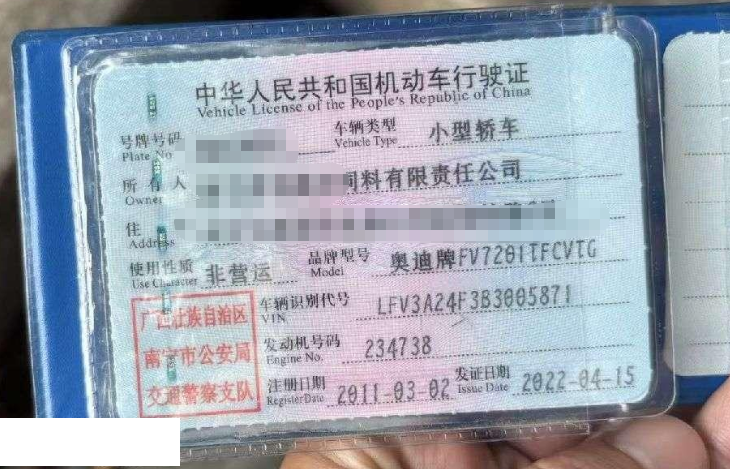 中华人民共和国机动车行驶证
Vehicle License of the People's Republic of China
号牌号码 Plate No 车辆类型 Vehicle Type 小型轿车
所有人 Owner 饲料有限责任公司
住 Address
使用性质 Use Character 非营运 品牌型号 Model 奥迪牌FV7201TFCVTG
车辆识别代号 VIN LFV3A24F3B3005871
发动机号码 Engine No. 234738
注册日期 Register Date 2011-03-02 发证日期 Issue Date 2022-04-15
广西壮族自治区
南宁市公安局
交通警察支队